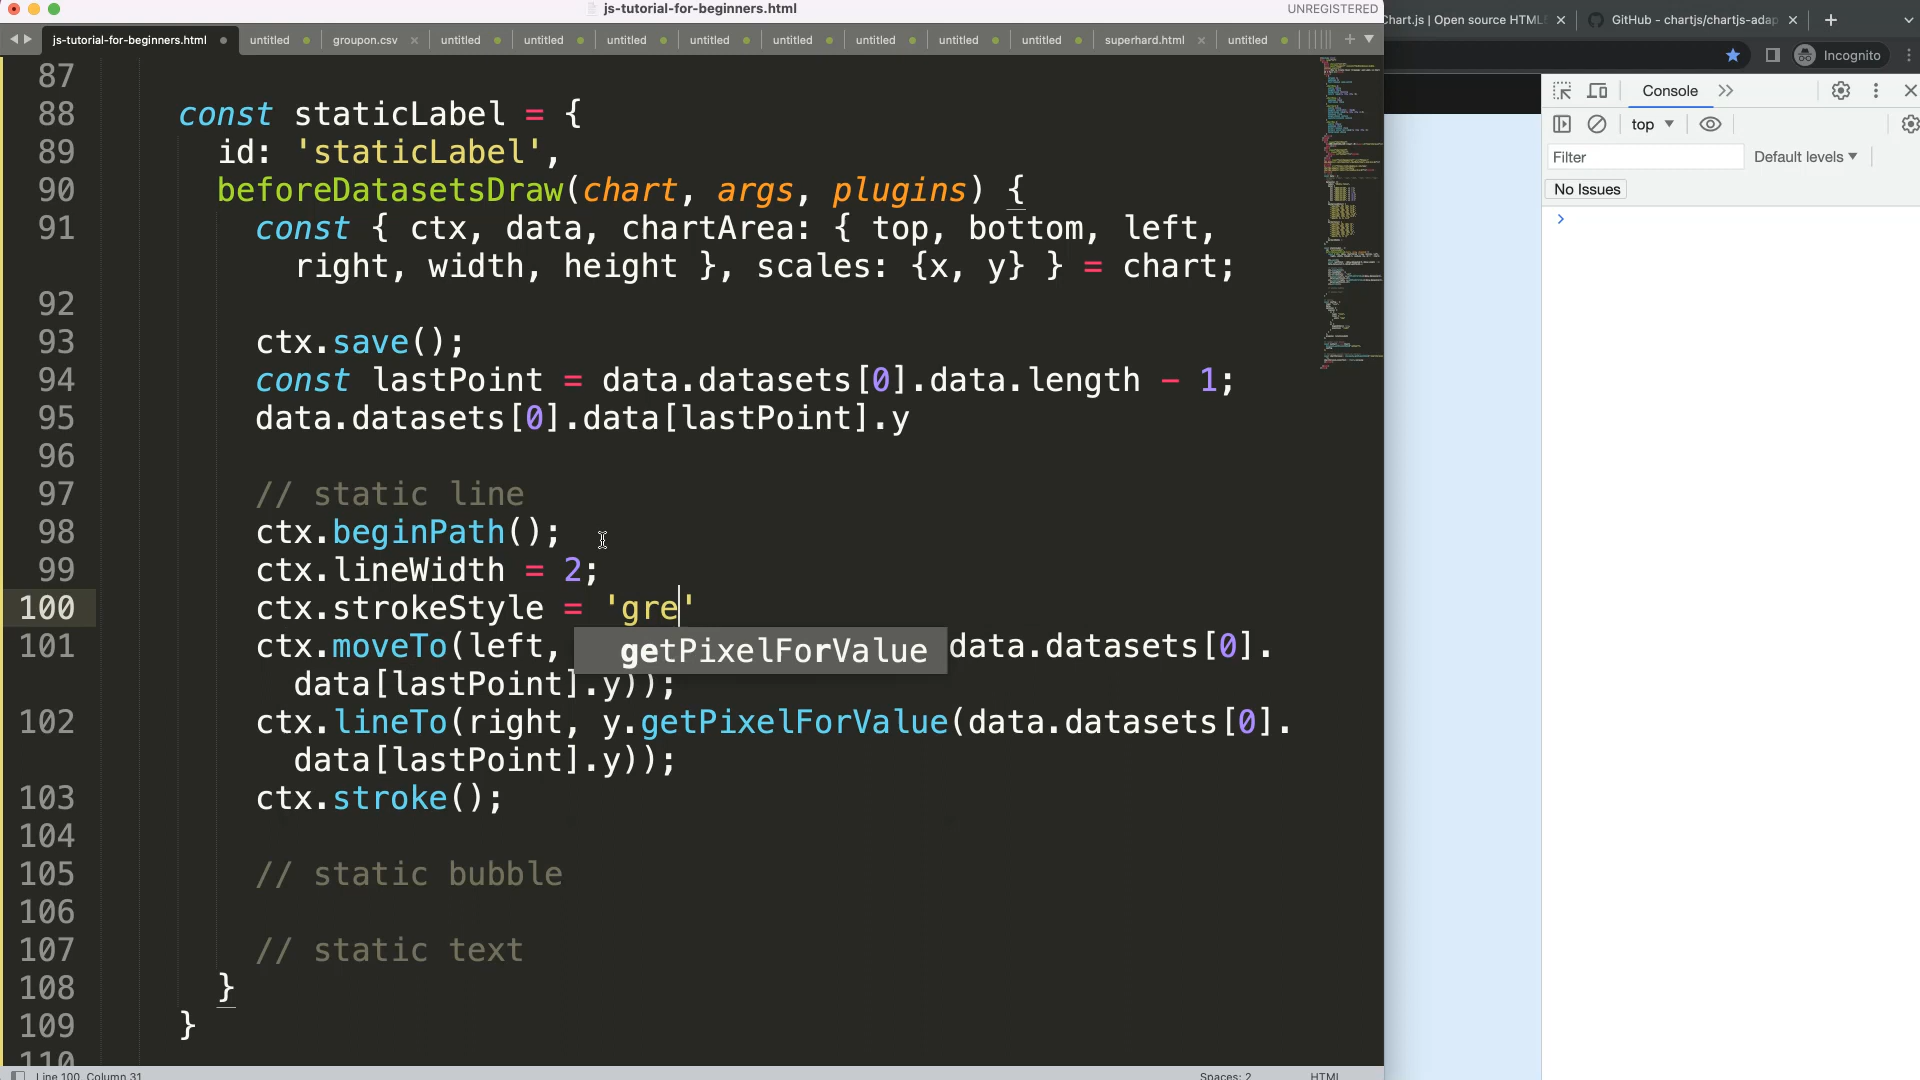 js-tutorial-for-beginners.html
UNREGISTERED
Chart.js | Open source HTML
GitHub - chartjs/chartjs-adap
js-tutorial-for-beginners.html untitled groupon.csv untitled untitled untitled untitled untitled untitled untitled untitled superhard.html untitled
Incognito
Console
top
Filter
Default levels
No Issues
87
88 const staticLabel = {
89 id: 'staticLabel',
90 beforeDatasetsDraw(chart, args, plugins) {
91 const { ctx, data, chartArea: { top, bottom, left,
right, width, height }, scales: {x, y} } = chart;
92
93 ctx.save();
94 const lastPoint = data.datasets[0].data.length - 1;
95 data.datasets[0].data[lastPoint].y
96
97 // static line
98 ctx.beginPath();
99 ctx.lineWidth = 2;
100 ctx.strokeStyle = 'gre'
getPixelForValue
101 ctx.moveTo(left, data.datasets[0].
data[lastPoint].y));
102 ctx.lineTo(right, y.getPixelForValue(data.datasets[0].
data[lastPoint].y));
103 ctx.stroke();
104
105 // static bubble
106
107 // static text
108 }
109 }
110
Line 100, Column 31
Spaces: 2
HTML